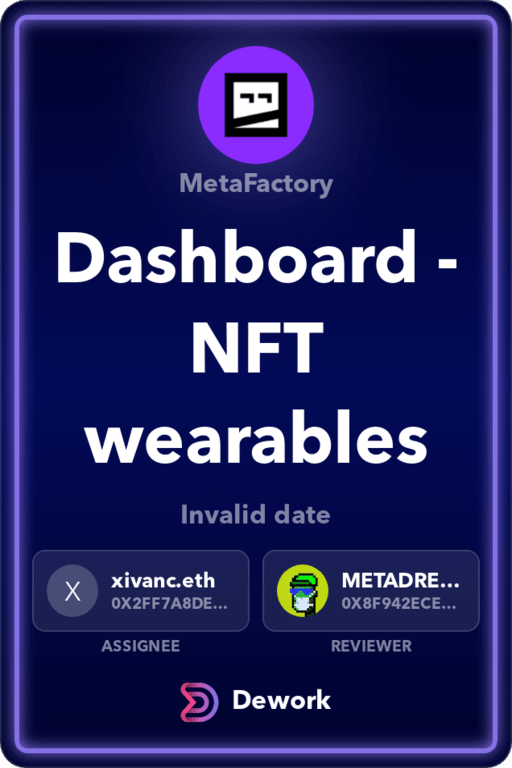 MetaFactory
Dashboard -
NFT
wearables
Invalid date
X
xivanc.eth
0X2FF7A8DE...
METADRE...
0X8F942ECE...
ASSIGNEE
REVIEWER
Dework